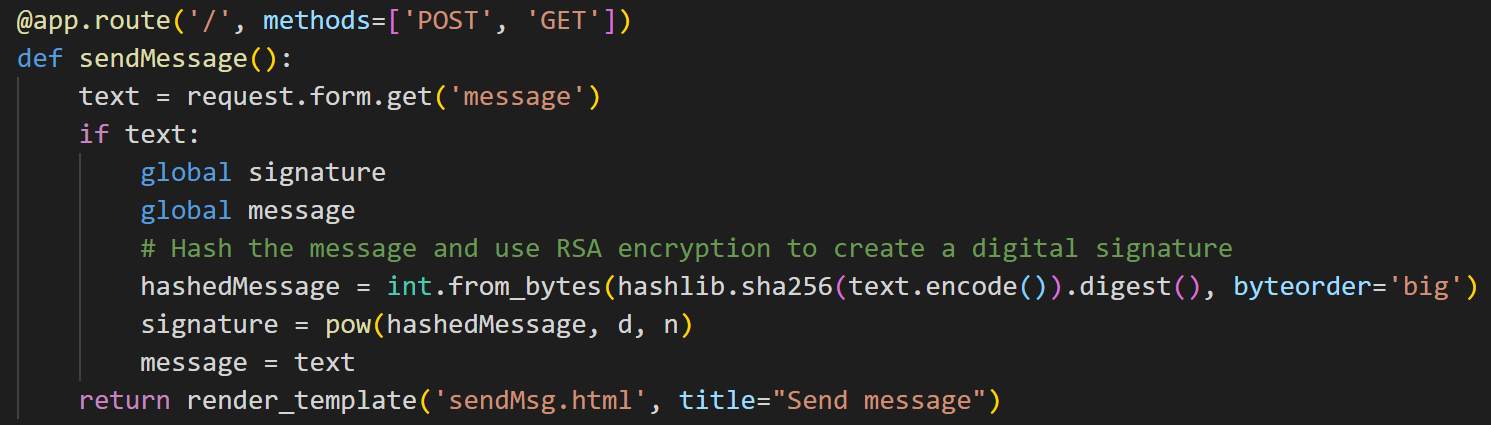 @app.route('/', methods=['POST', 'GET'])
def sendMessage():
    text = request.form.get('message')
    if text:
        global signature
        global message
        # Hash the message and use RSA encryption to create a digital signature
        hashedMessage = int.from_bytes(hashlib.sha256(text.encode()).digest(), byteorder='big')
        signature = pow(hashedMessage, d, n)
        message = text
    return render_template('sendMsg.html', title="Send message")